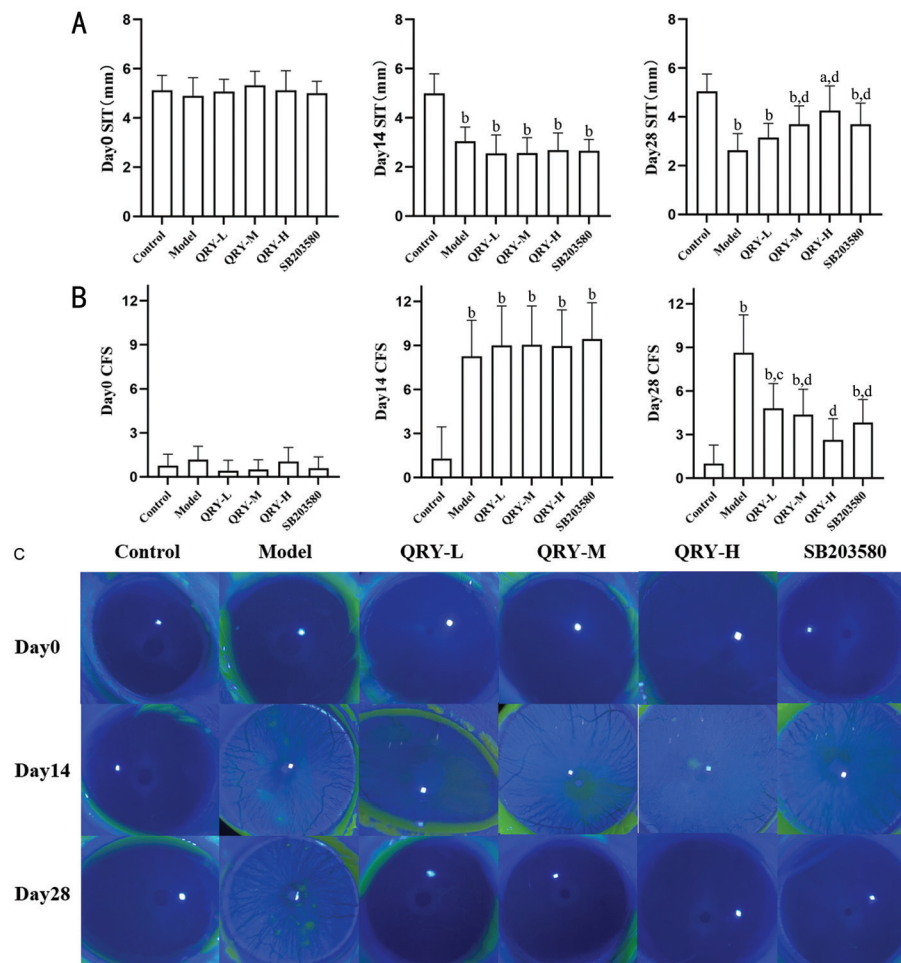 A
Day0 SIT(mm)
8
6
4
2
0
Control
Model
QRY-L
QRY-M
QRY-H
SB203580
Day14 SIT(mm)
8
6
4
2
0
b
b
b
b
b
Control
Model
QRY-L
QRY-M
QRY-H
SB203580
Day28 SIT(mm)
8
6
4
2
0
b
b
b,d
a,d
b,d
Control
Model
QRY-L
QRY-M
QRY-H
SB203580
B
Day0 CFS
12
9
6
3
0
Control
Model
QRY-L
QRY-M
QRY-H
SB203580
Day14 CFS
12
9
6
3
0
b
b
b
b
b
Control
Model
QRY-L
QRY-M
QRY-H
SB203580
Day28 CFS
12
9
6
3
0
b
b,c
b,d
d
b,d
Control
Model
QRY-L
QRY-M
QRY-H
SB203580
C
Control Model QRY-L QRY-M QRY-H SB203580
Day0
Day14
Day28